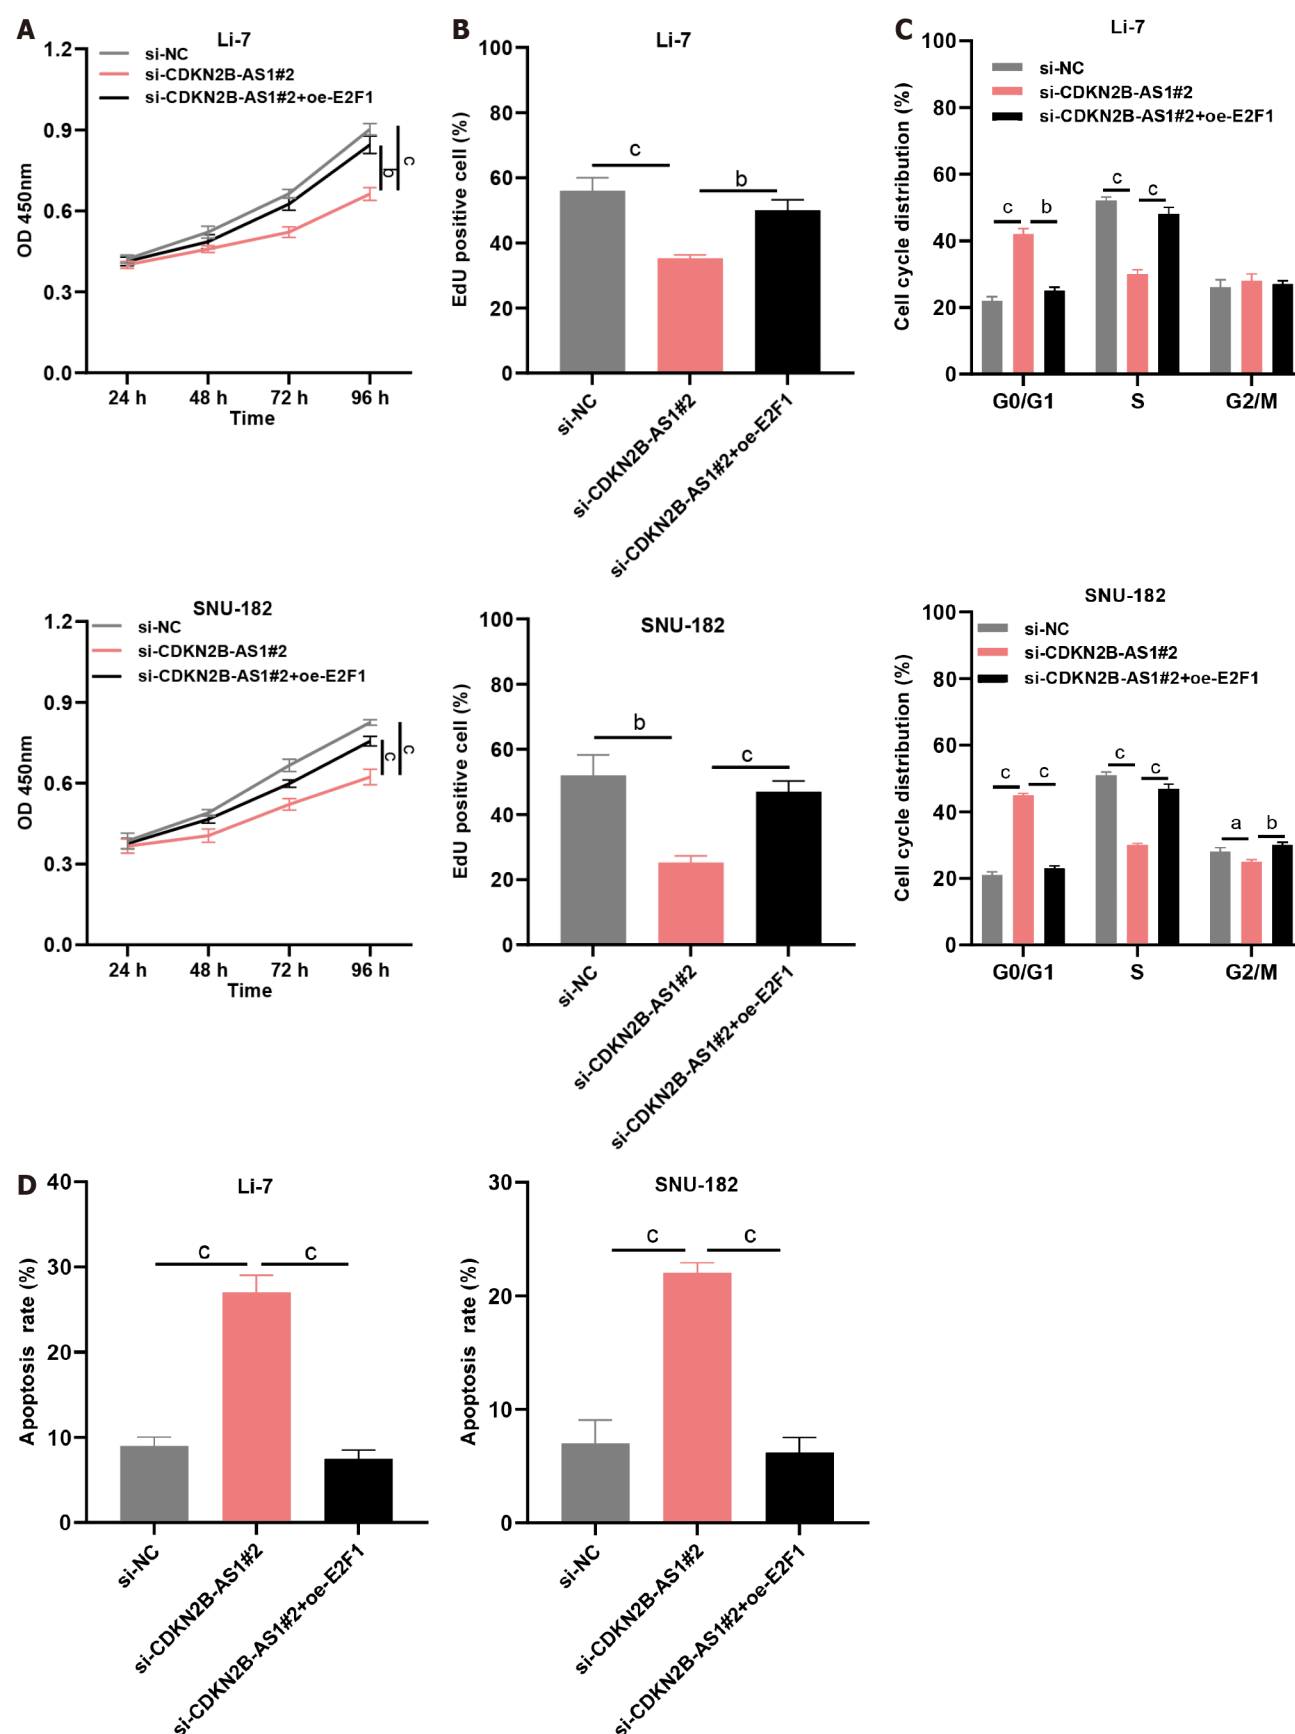 A
Li-7
si-NC
si-CDKN2B-AS1#2
si-CDKN2B-AS1#2+oe-E2F1
OD 450nm
1.2
0.9
0.6
0.3
0.0
b
c
24 h 48 h 72 h 96 h
Time
B
Li-7
EdU positive cell (%)
100
80
60
40
20
0
c
b
si-NC
si-CDKN2B-AS1#2
si-CDKN2B-AS1#2+oe-E2F1
C
Li-7
si-NC
si-CDKN2B-AS1#2
si-CDKN2B-AS1#2+oe-E2F1
Cell cycle distribution (%)
100
80
60
40
20
0
c b
c c
G0/G1 S G2/M
SNU-182
si-NC
si-CDKN2B-AS1#2
si-CDKN2B-AS1#2+oe-E2F1
OD 450nm
1.2
0.9
0.6
0.3
0.0
c
c
24 h 48 h 72 h 96 h
Time
SNU-182
EdU positive cell (%)
100
80
60
40
20
0
b
c
si-NC
si-CDKN2B-AS1#2
si-CDKN2B-AS1#2+oe-E2F1
SNU-182
si-NC
si-CDKN2B-AS1#2
si-CDKN2B-AS1#2+oe-E2F1
Cell cycle distribution (%)
100
80
60
40
20
0
c c
c c
a b
G0/G1 S G2/M
D
Li-7
Apoptosis rate (%)
40
30
20
10
0
c c
si-NC
si-CDKN2B-AS1#2
si-CDKN2B-AS1#2+oe-E2F1
SNU-182
Apoptosis rate (%)
30
20
10
0
c c
si-NC
si-CDKN2B-AS1#2
si-CDKN2B-AS1#2+oe-E2F1